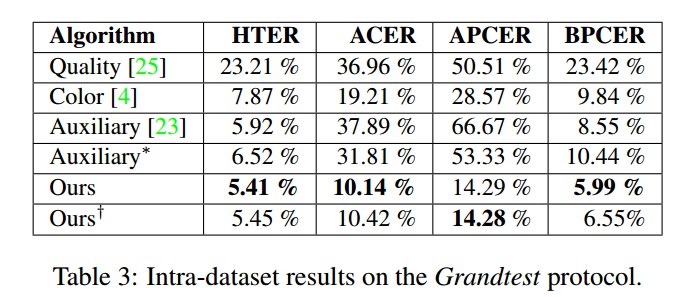 Algorithm HTER ACER APCER BPCER
Quality [25] 23.21 % 36.96 % 50.51 % 23.42 %
Color [4] 7.87 % 19.21 % 28.57 % 9.84 %
Auxiliary [23] 5.92 % 37.89 % 66.67 % 8.55 %
Auxiliary* 6.52 % 31.81 % 53.33 % 10.44 %
Ours 5.41 % 10.14 % 14.29 % 5.99 %
Ours† 5.45 % 10.42 % 14.28 % 6.55%
Table 3: Intra-dataset results on the Grandtest protocol.